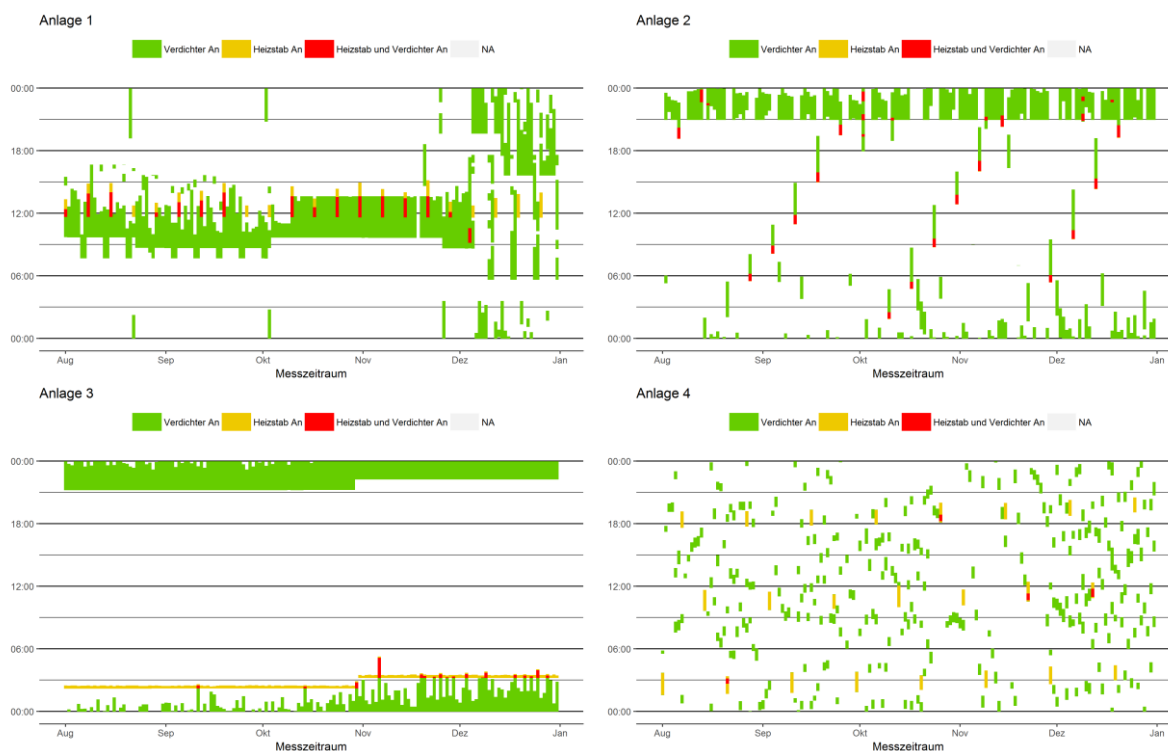 Anlage 1
Verdichter An Heizstab An Heizstab und Verdichter An NA
00:00
18:00
12:00
06:00
00:00
Aug Sep Okt Nov Dez Jan
Messzeitraum
Anlage 2
Verdichter An Heizstab An Heizstab und Verdichter An NA
00:00
18:00
12:00
06:00
00:00
Aug Sep Okt Nov Dez Jan
Messzeitraum
Anlage 3
Verdichter An Heizstab An Heizstab und Verdichter An NA
00:00
18:00
12:00
06:00
00:00
Aug Sep Okt Nov Dez Jan
Messzeitraum
Anlage 4
Verdichter An Heizstab An Heizstab und Verdichter An NA
00:00
18:00
12:00
06:00
00:00
Aug Sep Okt Nov Dez Jan
Messzeitraum